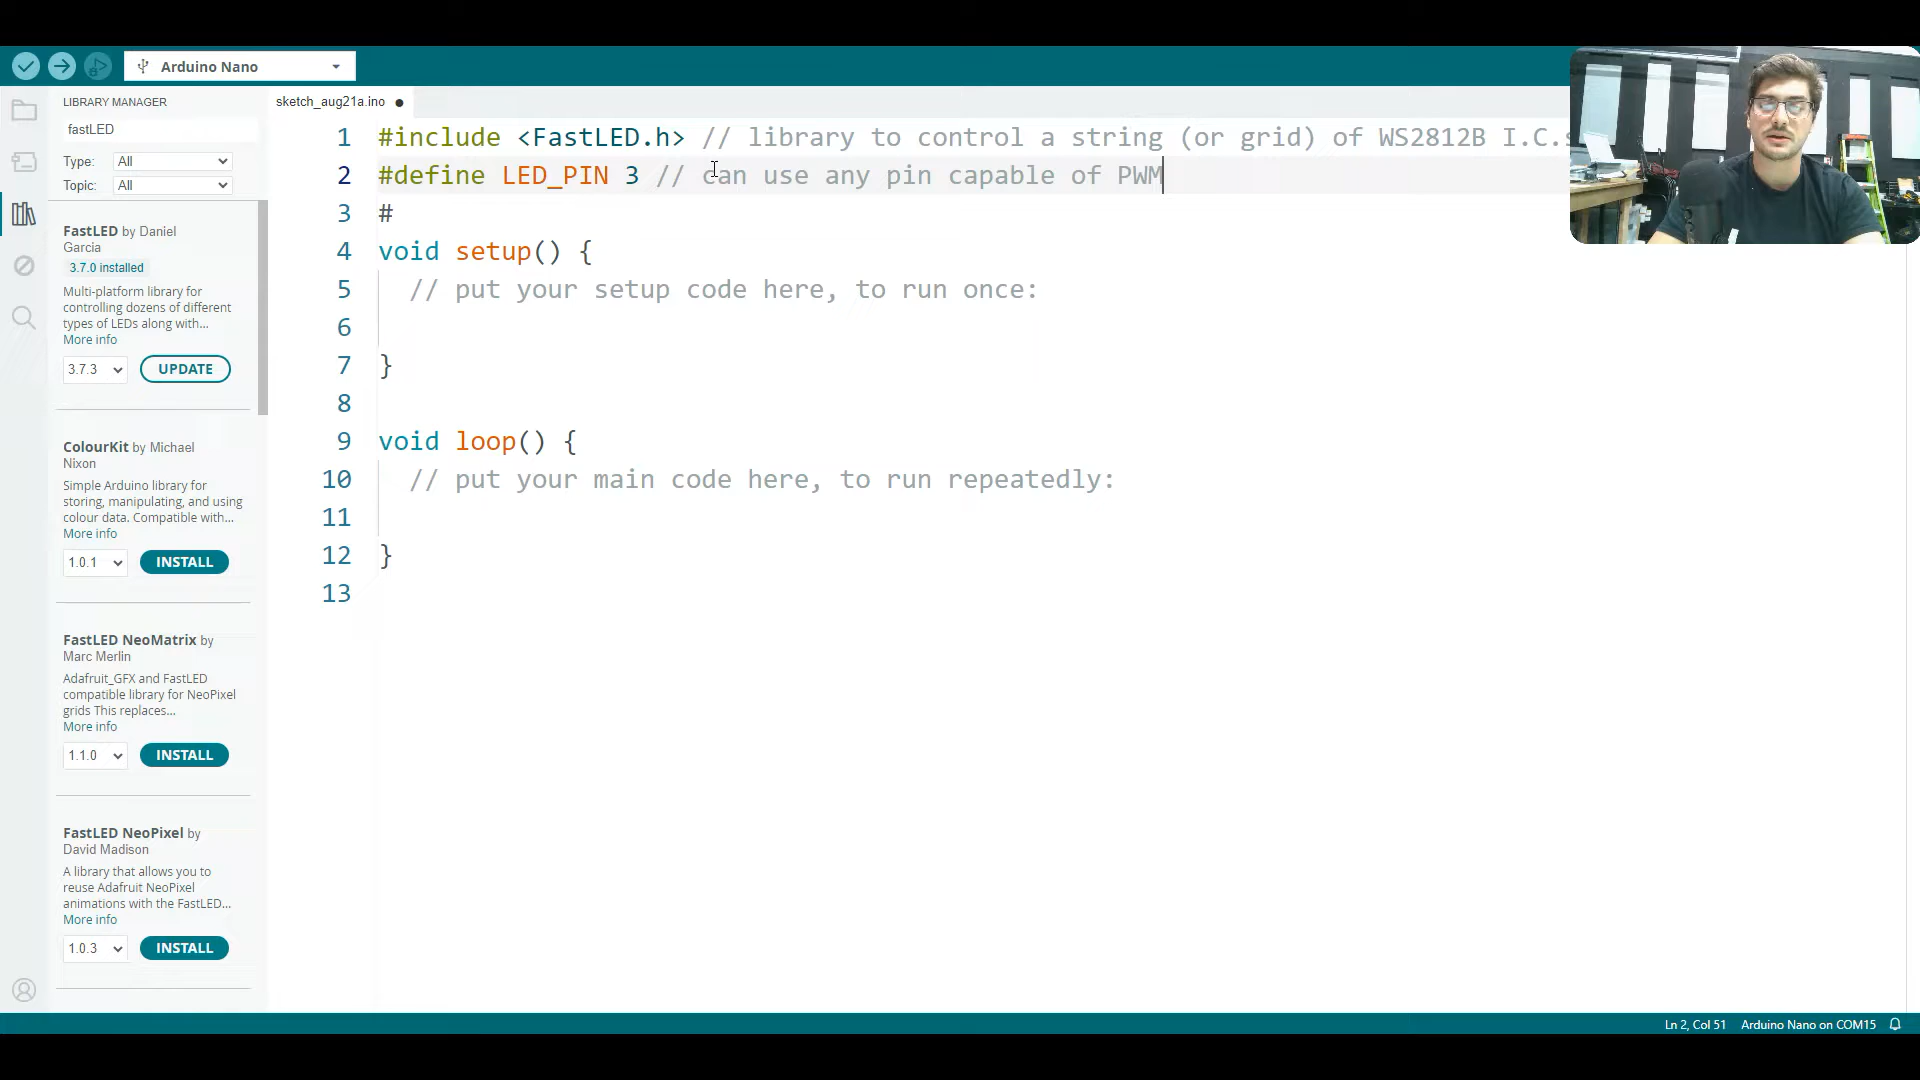 Arduino Nano
LIBRARY MANAGER
fastLED
Type: All
Topic: All
FastLED by Daniel
Garcia
3.7.0 installed
Multi-platform library for
controlling dozens of different
types of LEDs along with...
More info
3.7.3 UPDATE
ColourKit by Michael
Nixon
Simple Arduino library for
storing, manipulating, and using
colour data. Compatible with...
More info
1.0.1 INSTALL
FastLED NeoMatrix by
Marc Merlin
Adafruit_GFX and FastLED
compatible library for NeoPixel
grids This replaces...
More info
1.1.0 INSTALL
FastLED NeoPixel by
David Madison
A library that allows you to
reuse Adafruit NeoPixel
animations with the FastLED...
More info
1.0.3 INSTALL
sketch_aug21a.ino
1 #include <FastLED.h> // library to control a string (or grid) of WS2812B I.C.s
2 #define LED_PIN 3 // can use any pin capable of PWM
3 #
4 void setup() {
5 // put your setup code here, to run once:
6
7 }
8
9 void loop() {
10 // put your main code here, to run repeatedly:
11
12 }
13
Ln 2, Col 51 Arduino Nano on COM15